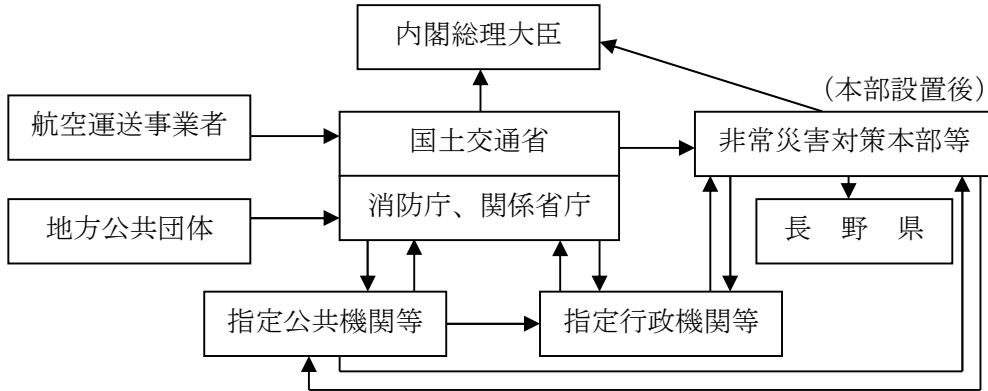 内閣総理大臣
(本部設置後)
航空運送事業者
国土交通省
非常災害対策本部等
地方公共団体
消防庁、関係省庁
長 野 県
指定公共機関等
指定行政機関等